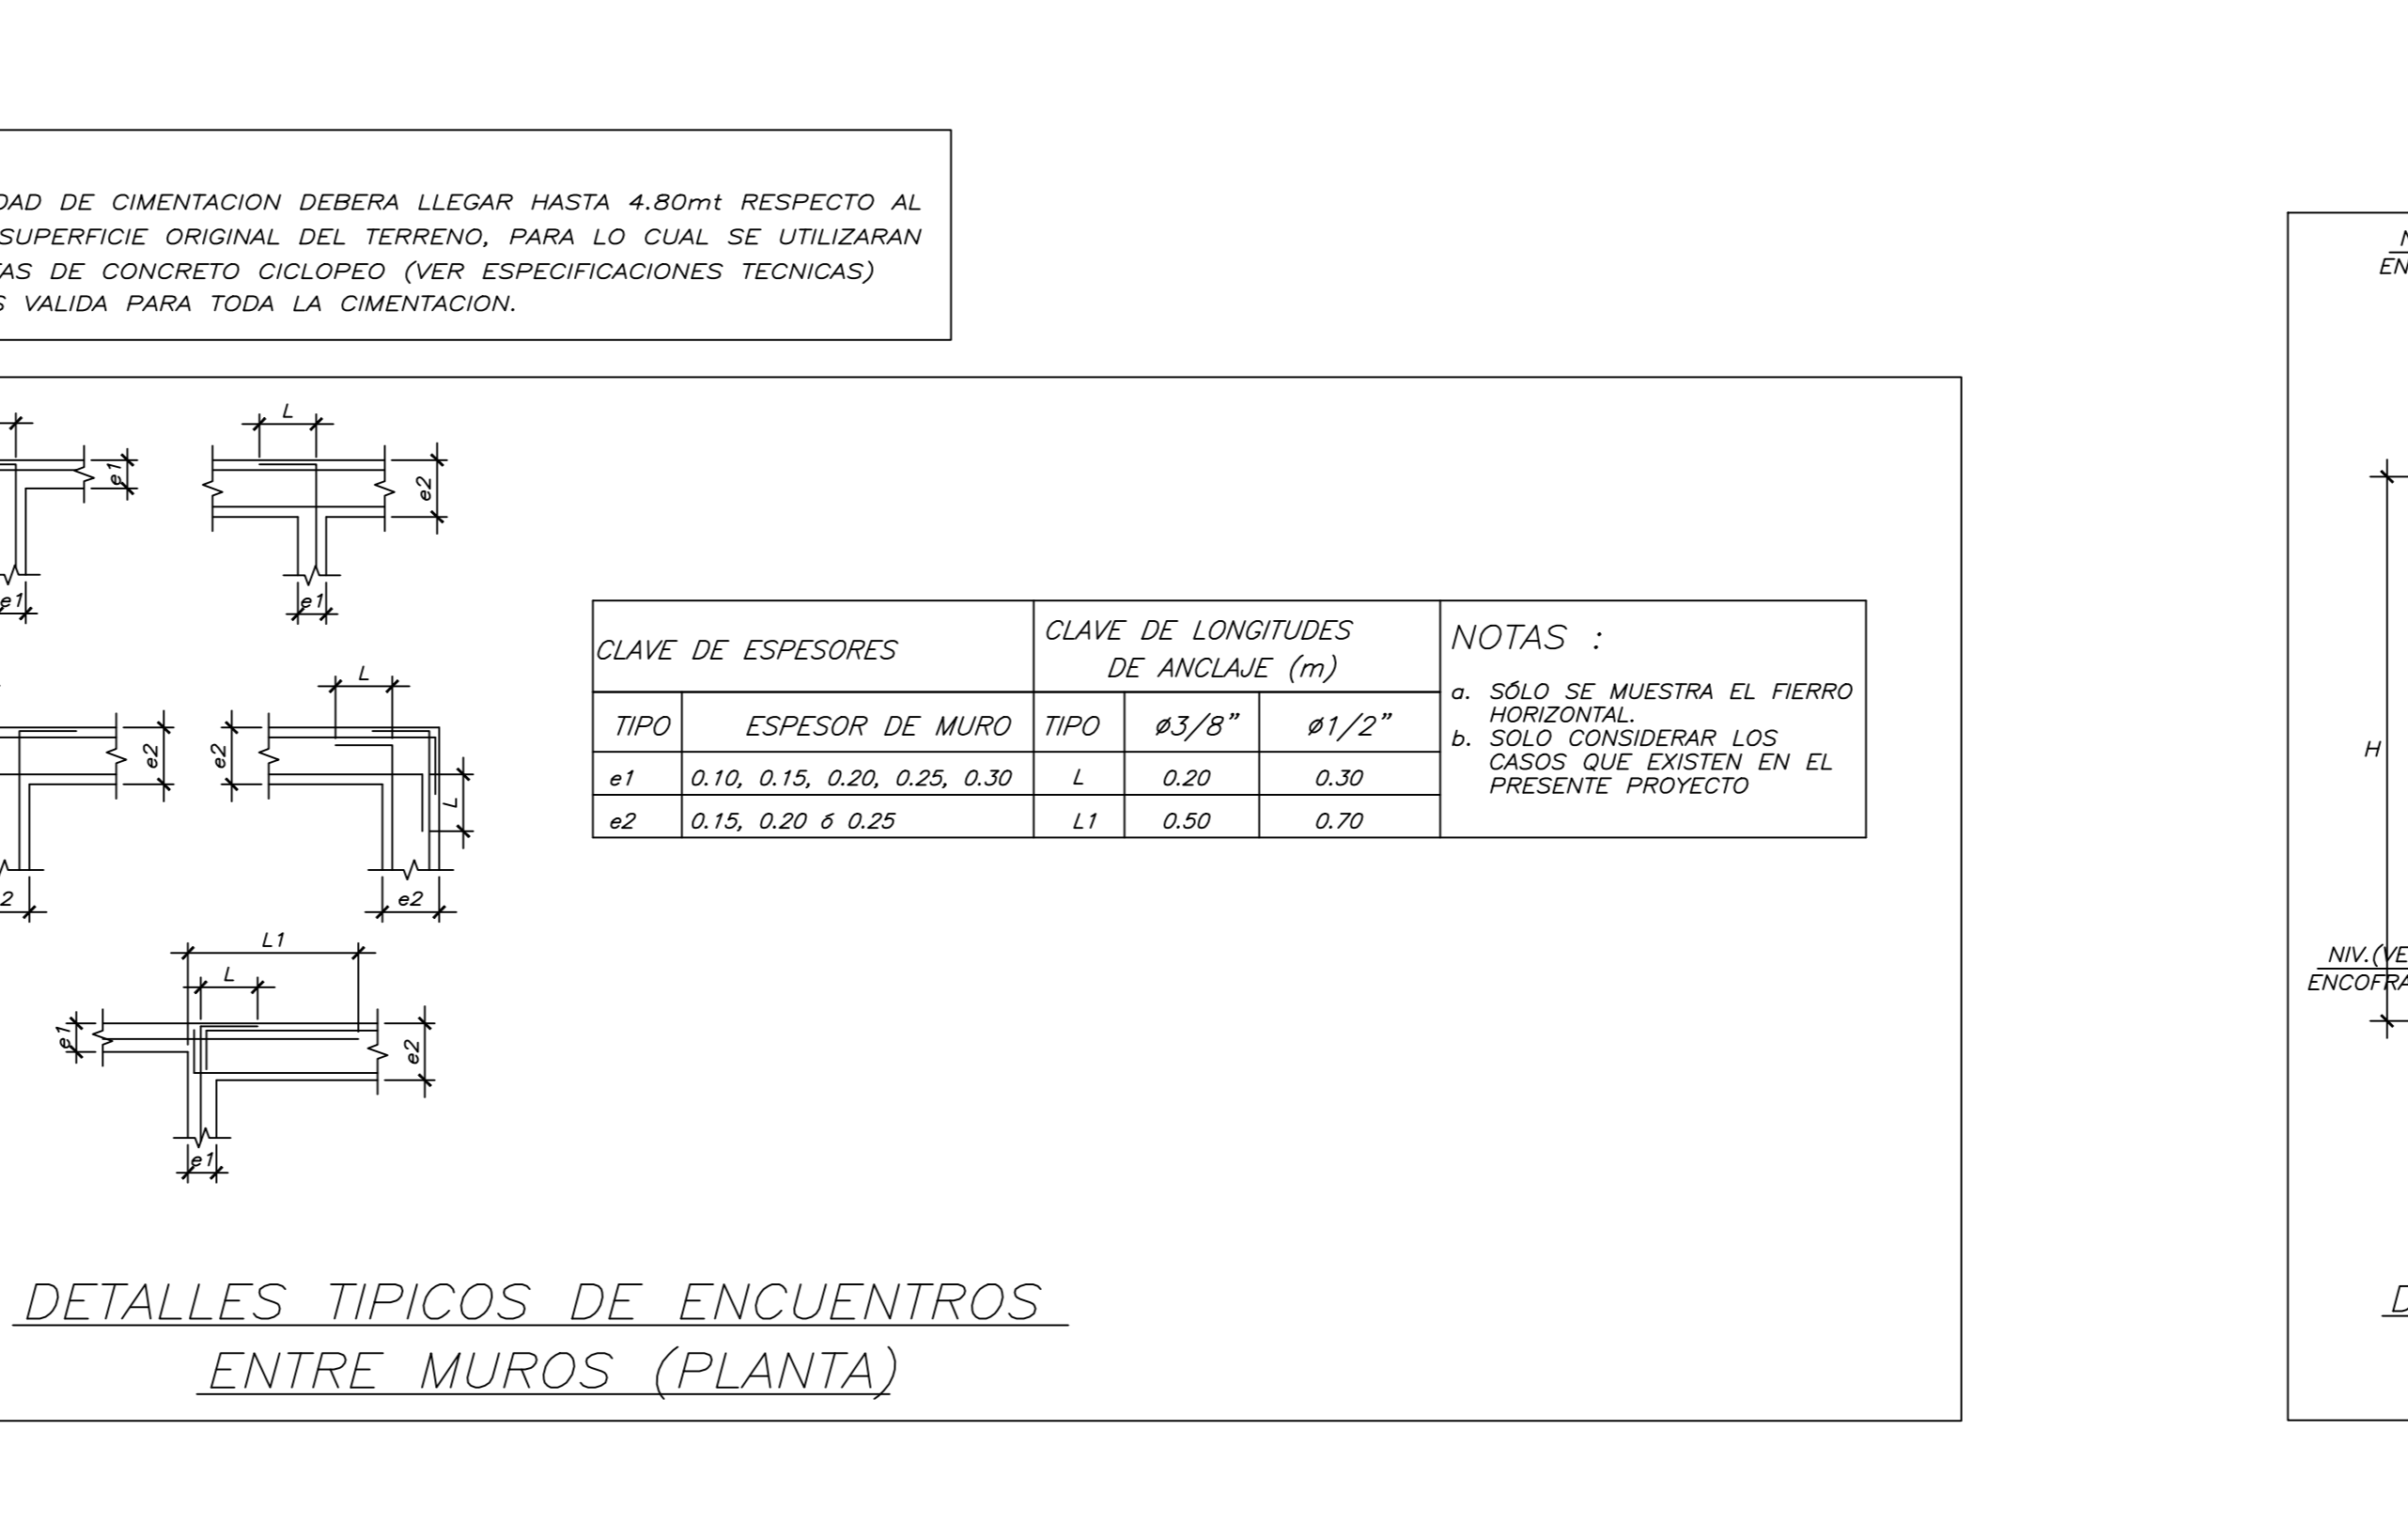 DE CIMENTACION DEBERA LLEGAR HASTA 4.80mt RESPECTO AL
SUPERFICIE ORIGINAL DEL TERRENO, PARA LO CUAL SE UTILIZARAN
DE CONCRETO CICLOPEO (VER ESPECIFICACIONES TECNICAS)
VALIDA PARA TODA LA CIMENTACION.
L
e1
e2
e1
e1
L
e2
e2
L
e2
L1
L
e1
e2
e1
CLAVE DE ESPESORES
CLAVE DE LONGITUDES
DE ANCLAJE (m)
TIPO ESPESOR DE MURO TIPO ø3/8" ø1/2"
e1 0.10, 0.15, 0.20, 0.25, 0.30 L 0.20 0.30
e2 0.15, 0.20 ó 0.25 L1 0.50 0.70
NOTAS :
a. SÓLO SE MUESTRA EL FIERRO
HORIZONTAL.
b. SOLO CONSIDERAR LOS
CASOS QUE EXISTEN EN EL
PRESENTE PROYECTO
DETALLES TIPICOS DE ENCUENTROS
ENTRE MUROS (PLANTA)
H
NIV.